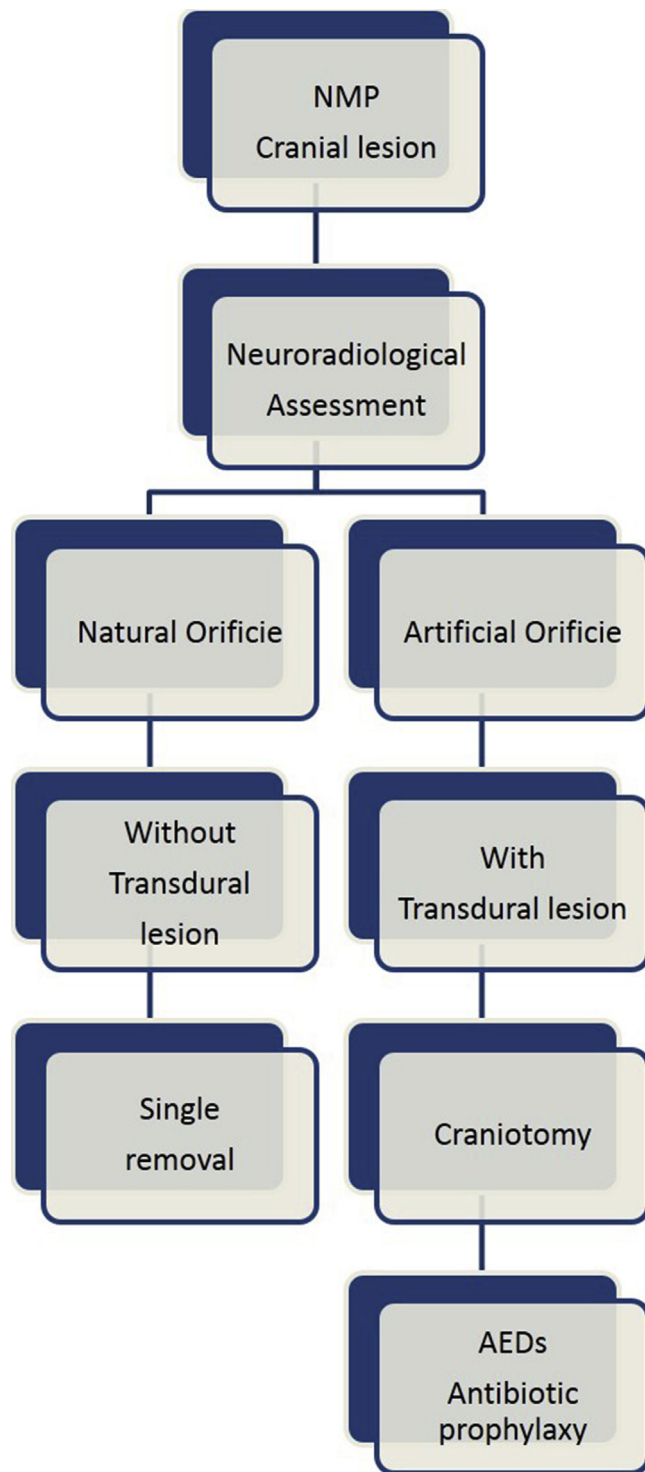 NMP
Cranial lesion
Neuroradiological
Assessment
Natural Orificie
Artificial Orificie
Without
Transdural
lesion
With
Transdural lesion
Single
removal
Craniotomy
AEDs
Antibiotic
prophylaxy